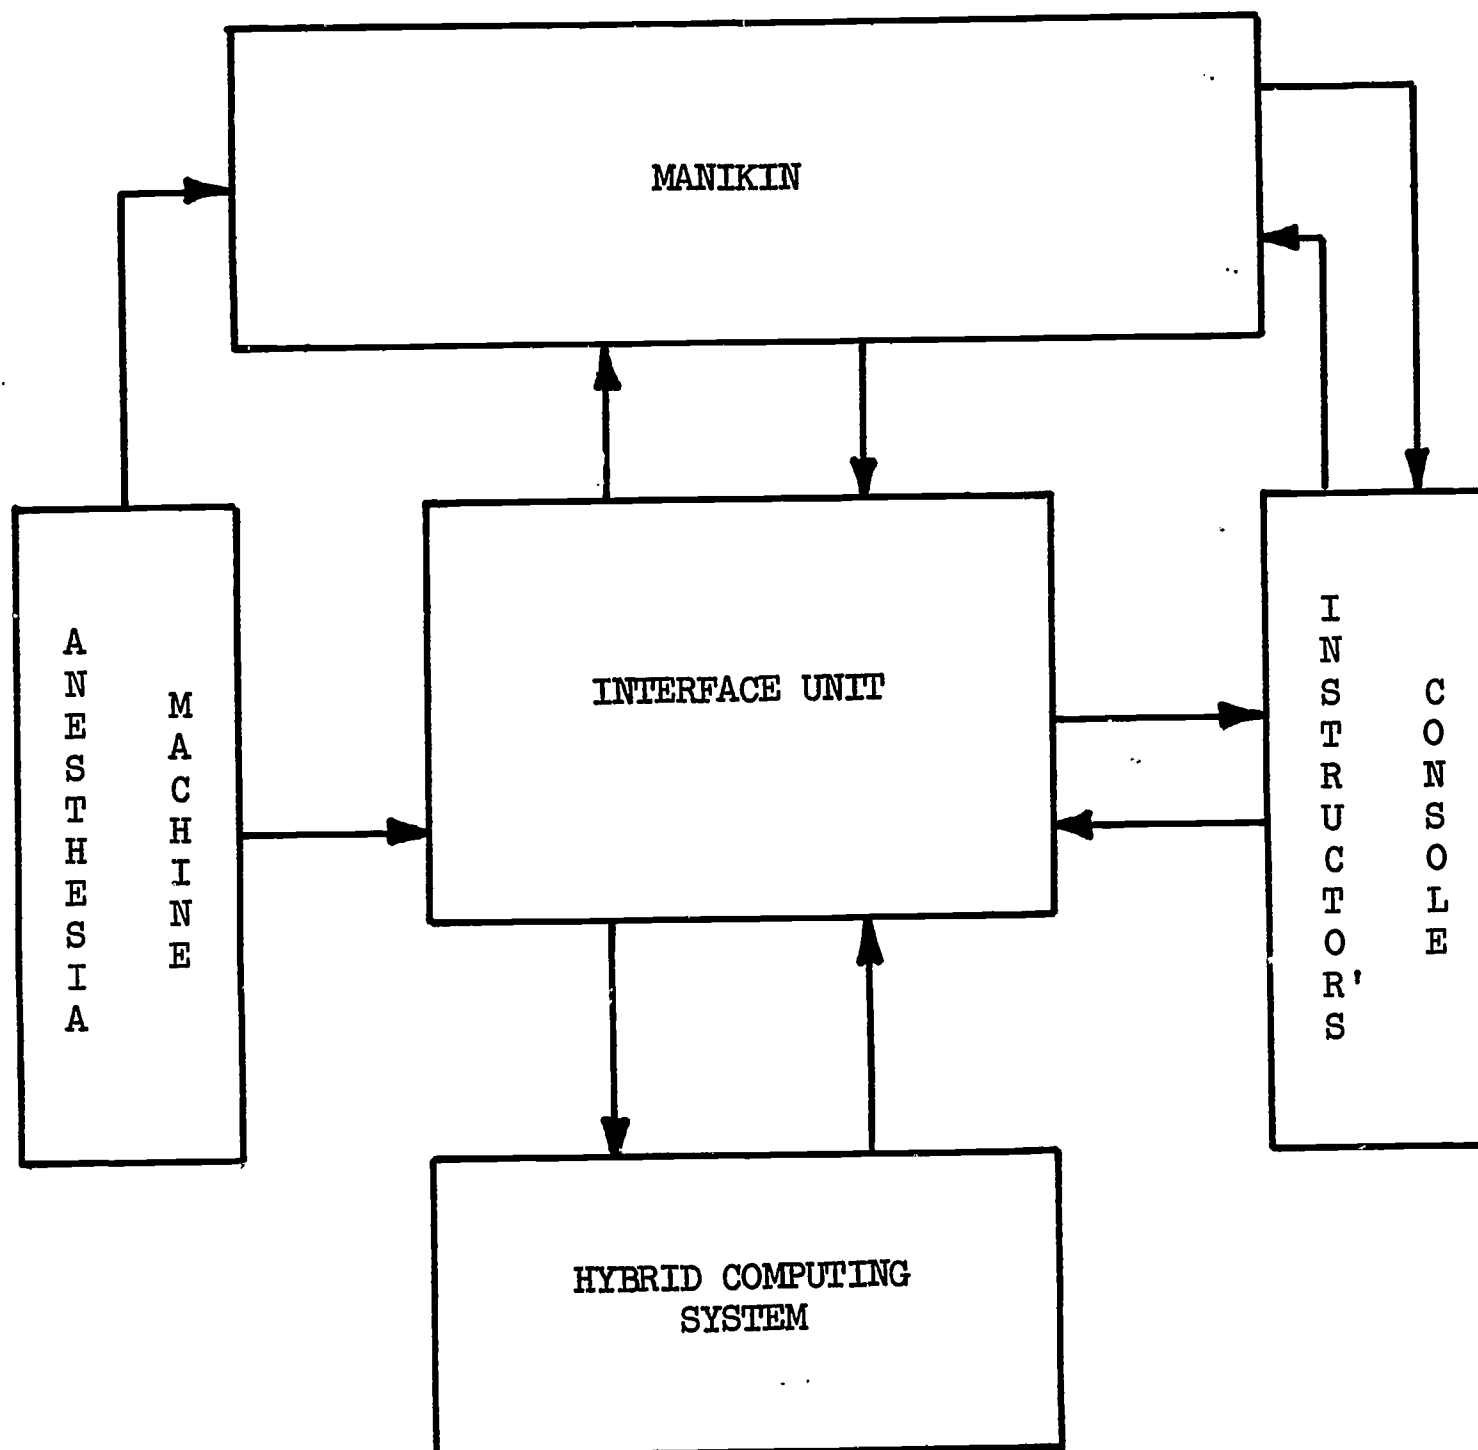 MANIKIN
ANESTHESIA
MACHINE
INTERFACE UNIT
INSTRUCTOR'S
CONSOLE
HYBRID COMPUTING
SYSTEM